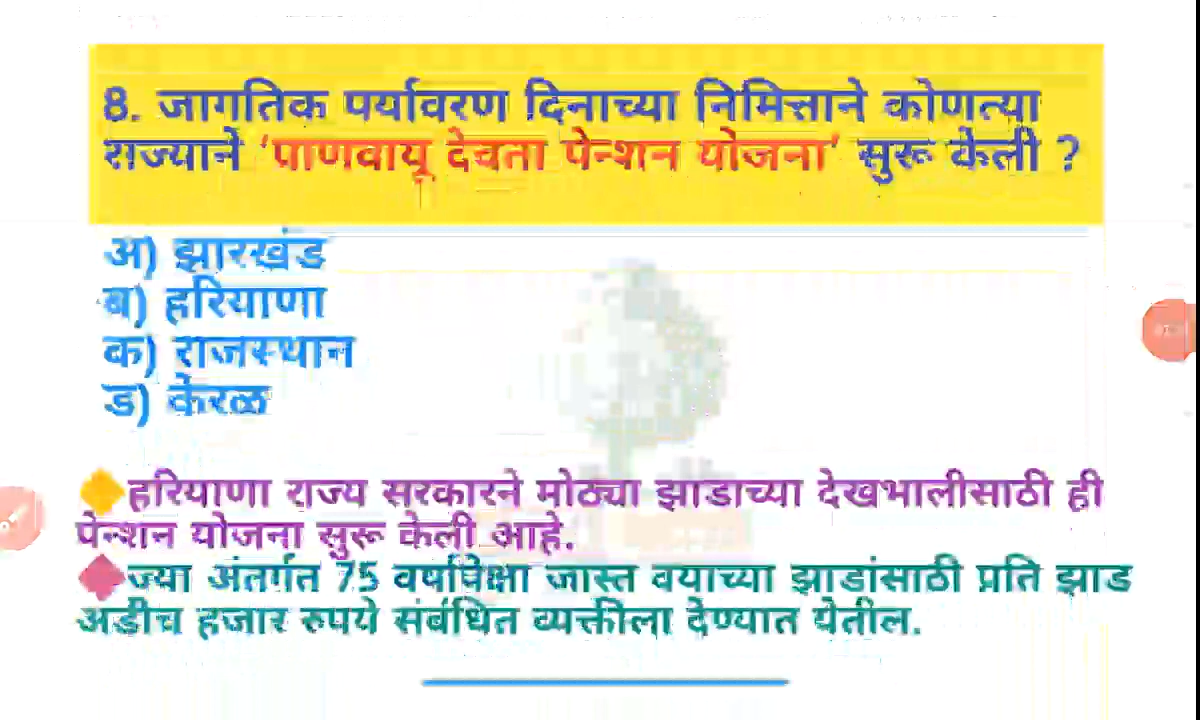 8. जागतिक पर्यावरण दिनाच्या निमित्ताने कोणत्या
राज्याने 'प्राणवायू देवता पेन्शन योजना' सुरू केली ?
अ) झारखंड
ब) हरियाणा
क) राजस्थान
ड) केरळ
हरियाणा राज्य सरकारने मोठ्या झाडाच्या देखभालीसाठी ही
पेन्शन योजना सुरू केली आहे.
ज्या अंतर्गत 75 वर्षापेक्षा जास्त वयाच्या झाडांसाठी प्रति झाड
अडीच हजार रुपये संबंधित व्यक्तीला देण्यात येतील.